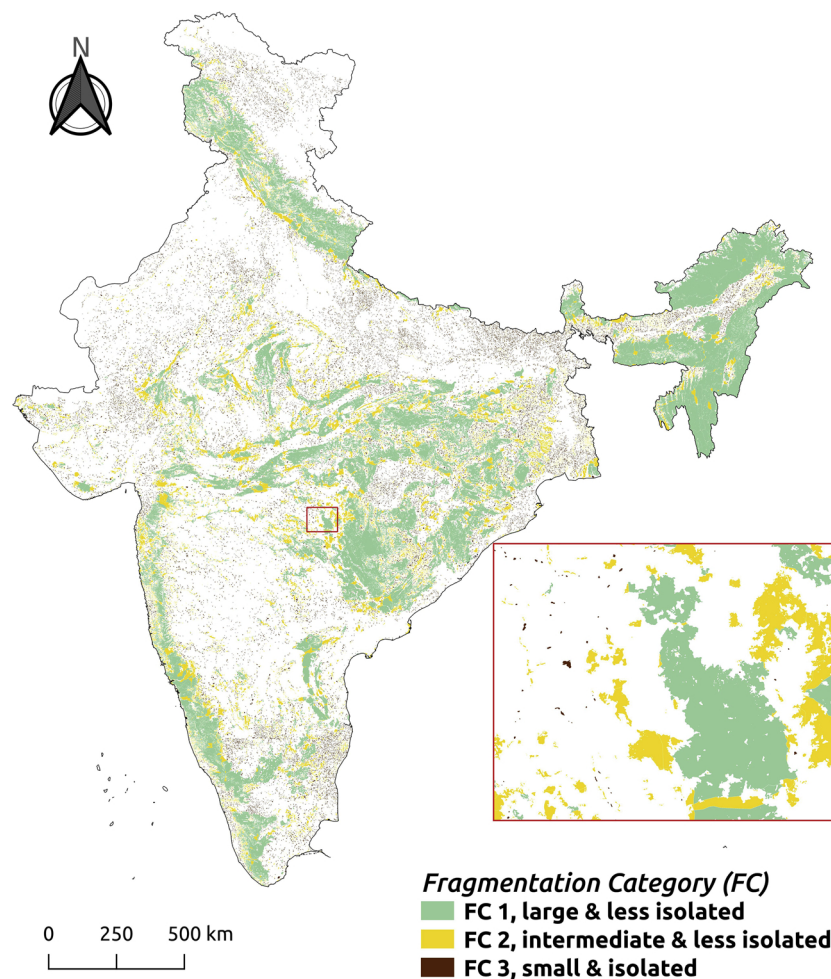 N
Fragmentation Category (FC)
FC 1, large & less isolated
FC 2, intermediate & less isolated
FC 3, small & isolated
0 250 500 km